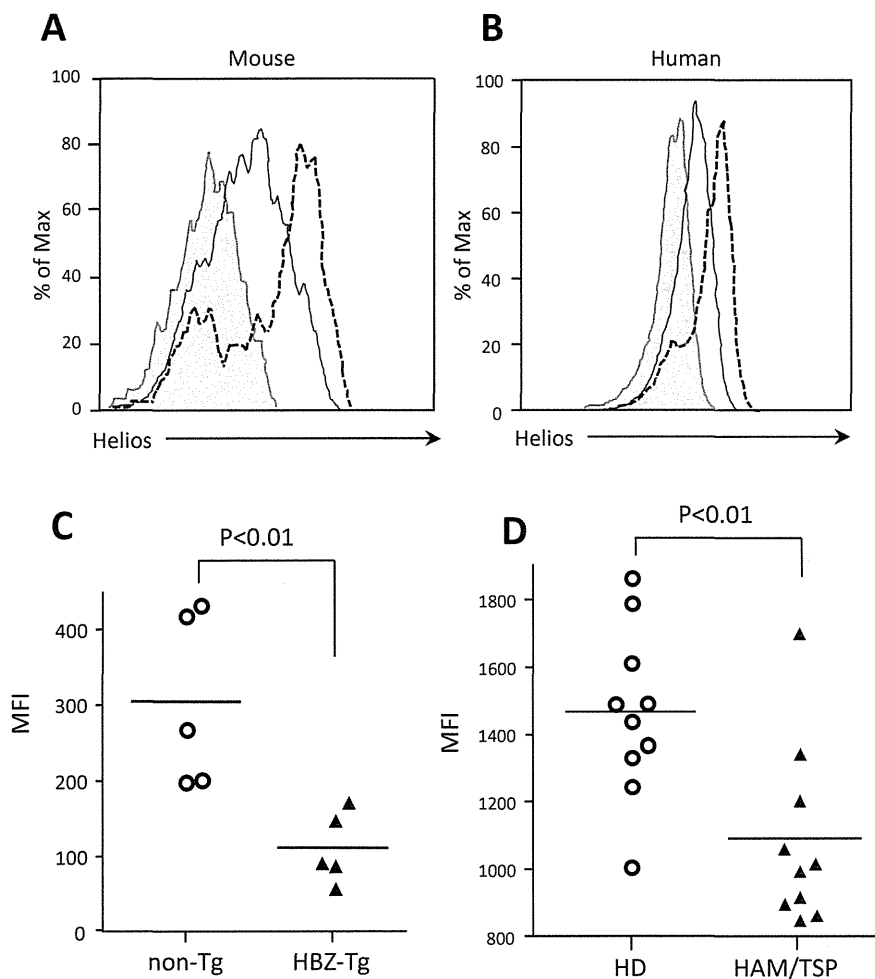 A
Mouse
100
80
60
40
20
0
% of Max
Helios
B
Human
100
80
60
40
20
0
% of Max
Helios
C
P<0.01
400
300
200
100
0
MFI
non-Tg
HBZ-Tg
D
P<0.01
1800
1600
1400
1200
1000
800
MFI
HD
HAM/TSP